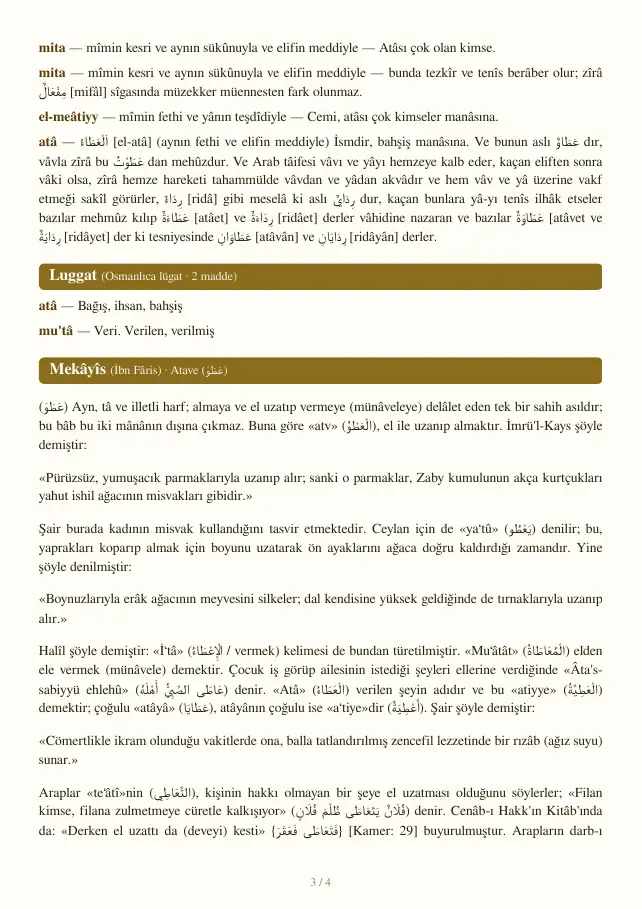 mita — mîmin kesri ve aynın sükûnuyla ve elifin meddiyle — Atâsı çok olan kimse.
mita — mîmin kesri ve aynın sükûnuyla ve elifin meddiyle — bunda tezkîr ve tenîs berâber olur; zîrâ
مِفْعَالٌ [mifâl] sîgasında müzekker müennesten fark olunmaz.
el-meâtiyy — mîmin fethi ve yânın teşdîdiyle — Cemi, atâsı çok kimseler manâsına.
atâ — اَلْعَطَاءُ [el-atâ] (aynın fethi ve elifin meddiyle) İsmdir, bahşiş manâsına. Ve bunun aslı عَطَاوٌ dır,
vâvla zîrâ bu عَطَوْتُ dan mehûzdur. Ve Arab tâifesi vâvı ve yâyı hemzeye kalb eder, kaçan eliften sonra
vâki olsa, zîrâ hemze hareketi tahammülde vâvdan ve yâdan akvâdır ve hem vâv ve yâ üzerine vakf
etmeği sakîl görürler, رِدَاءٌ [ridâ] gibi meselâ ki aslı رِدَايٌ dur, kaçan bunlara yâ-yı tenîs ilhâk etseler
bazılar mehmûz kılıp عَطَاءَةٌ [atâet] ve رِدَاءَةٌ [ridâet] derler vâhidine nazaran ve bazılar عَطَاوَةٌ [atâvet ve
رِدَايَةٌ [ridâyet] der ki tesniyesinde عَطَاوَانِ [atâvân] ve رِدَايَانِ [ridâyân] derler.
Luggat (Osmanlıca lügat · 2 madde)
atâ — Bağış, ihsan, bahşiş
mu'tâ — Veri. Verilen, verilmiş
Mekâyîs (İbn Fâris) · Atave (عَطَوَ)
(عَطَوَ) Ayn, tâ ve illetli harf; almaya ve el uzatıp vermeye (münâveleye) delâlet eden tek bir sahih asıldır;
bu bâb bu iki mânânın dışına çıkmaz. Buna göre «atv» (الْعَطْوُ), el ile uzanıp almaktır. İmrü'l-Kays şöyle
demiştir:
«Pürüzsüz, yumuşacık parmaklarıyla uzanıp alır; sanki o parmaklar, Zaby kumulunun akça kurtçukları
yahut ishil ağacının misvakları gibidir.»
Şair burada kadının misvak kullandığını tasvir etmektedir. Ceylan için de «ya‘tû» (يَعْطُو) denilir; bu,
yaprakları koparıp almak için boynunu uzatarak ön ayaklarını ağaca doğru kaldırdığı zamandır. Yine
şöyle denilmiştir:
«Boynuzlarıyla erâk ağacının meyvesini silkeler; dal kendisine yüksek geldiğinde de tırnaklarıyla uzanıp
alır.»
Halîl şöyle demiştir: «İ‘tâ» (الْإِعْطَاءُ / vermek) kelimesi de bundan türetilmiştir. «Mu‘âtât» (الْمُعَاطَاةُ) elden
ele vermek (münâvele) demektir. Çocuk iş görüp ailesinin istediği şeyleri ellerine verdiğinde «Âta's-
sabiyyü ehlehû» (عَاطَى الصَّبِيُّ أَهْلَهُ) denir. «Atâ» (الْعَطَاءُ) verilen şeyin adıdır ve bu «atiyye» (الْعَطِيَّةُ)
demektir; çoğulu «atâyâ» (عَطَايَا), atâyânın çoğulu ise «a‘tiye»dir (أَعْطِيَةٌ). Şair şöyle demiştir:
«Cömertlikle ikram olunduğu vakitlerde ona, balla tatlandırılmış zencefil lezzetinde bir rızâb (ağız suyu)
sunar.»
Araplar «te‘âtî»nin (التَّعَاطِي), kişinin hakkı olmayan bir şeye el uzatması olduğunu söylerler; «Filan
kimse, filana zulmetmeye cüretle kalkışıyor» (فُلَانٌ يَتَعَاطَى ظُلْمَ فُلَانٍ) denir. Cenâb-ı Hakk'ın Kitâb'ında
da: «Derken el uzattı da (deveyi) kesti» {فَتَعَاطَى فَعَقَرَ} [Kamer: 29] buyurulmuştur. Arapların darb-ı
3 / 4